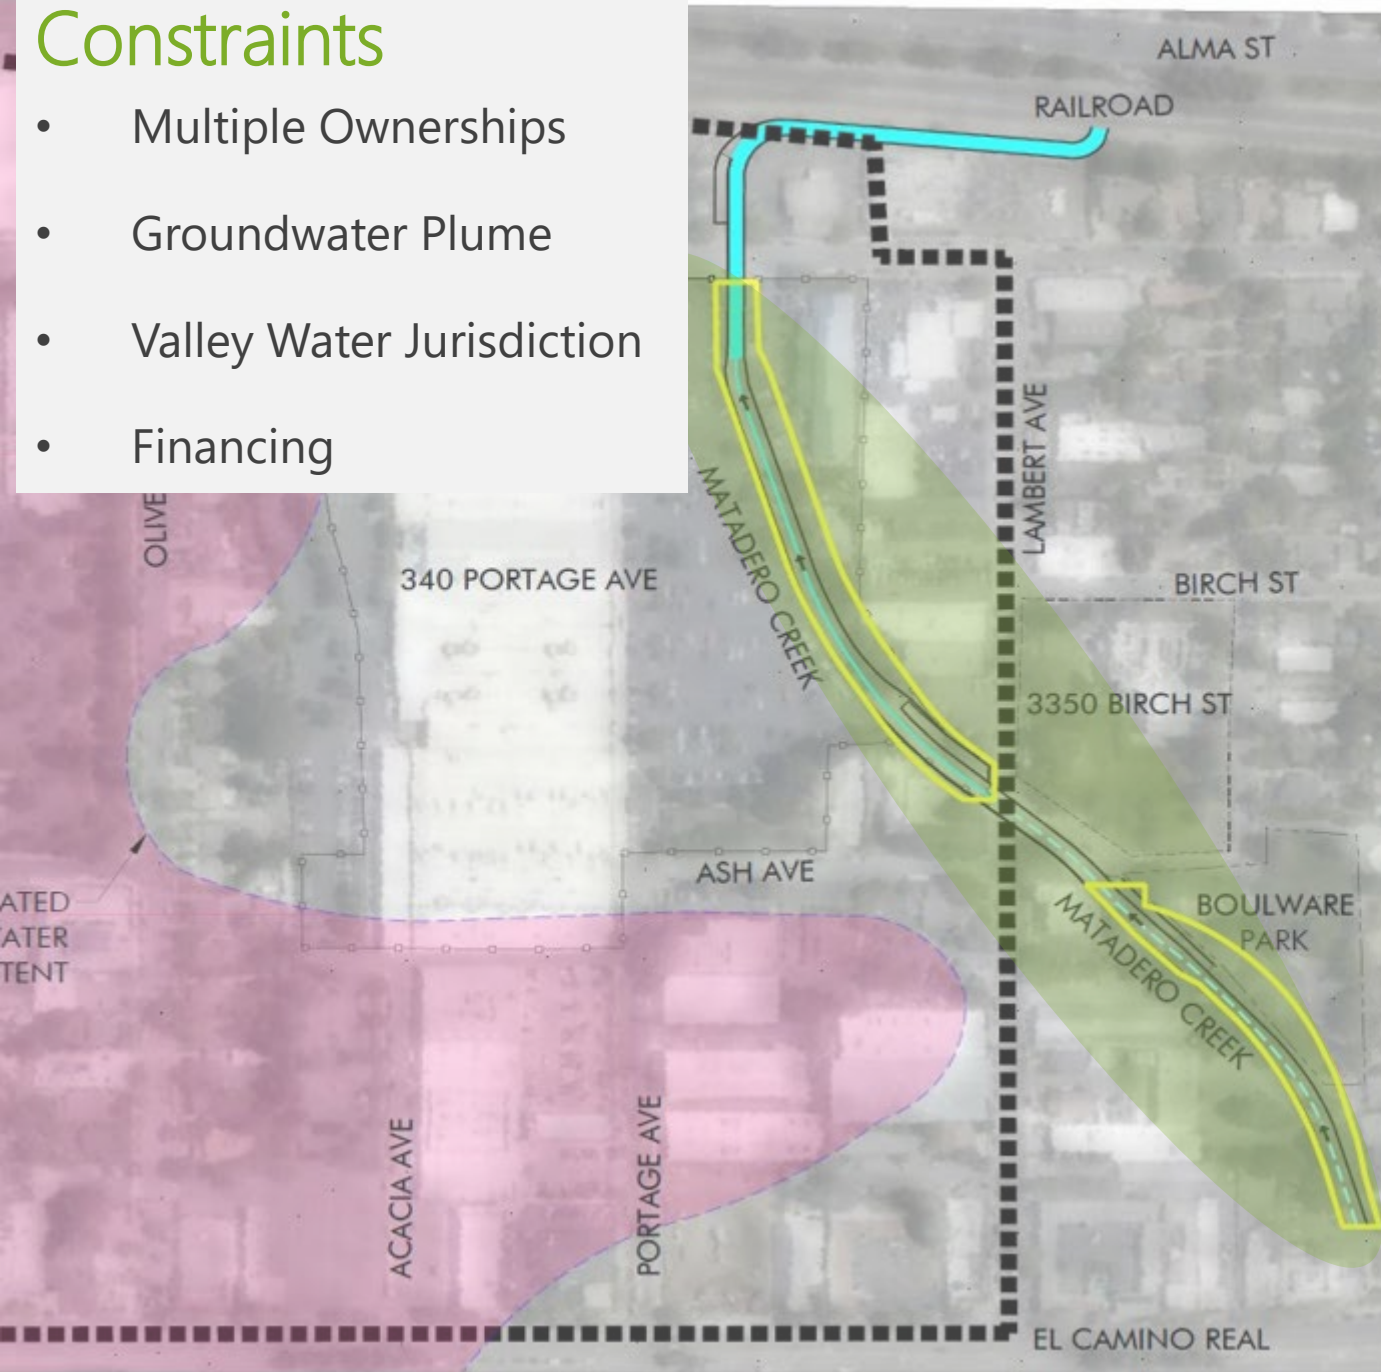 Constraints
• Multiple Ownerships
• Groundwater Plume
• Valley Water Jurisdiction
• Financing
ALMA ST
RAILROAD
LAMBERT AVE
OLIVE
MATADERO CREEK
340 PORTAGE AVE
BIRCH ST
3350 BIRCH ST
ASH AVE
BOULWARE
PARK
MATADERO CREEK
ATED
ATER
TENT
ACACIA AVE
PORTAGE AVE
EL CAMINO REAL